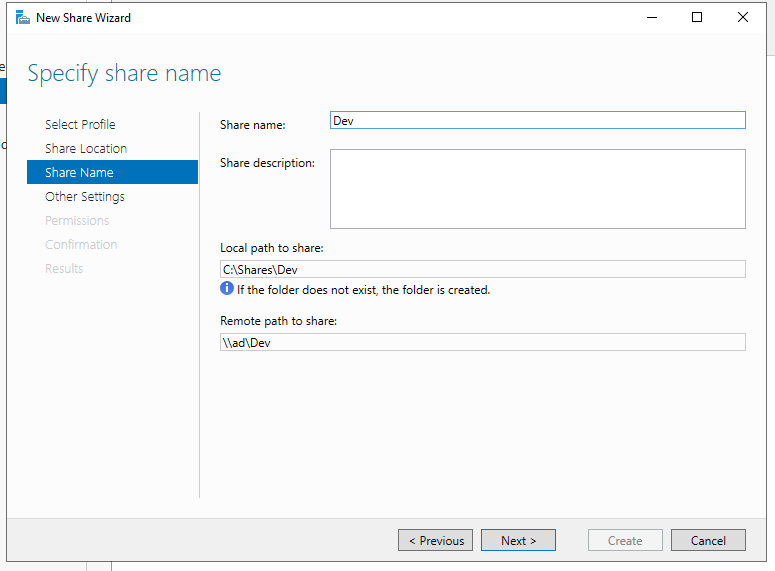 New Share Wizard
Specify share name
Select Profile
Share Location
Share Name
Other Settings
Permissions
Confirmation
Results
Share name:
Dev
Share description:
Local path to share:
C:\Shares\Dev
If the folder does not exist, the folder is created.
Remote path to share:
\\ad\Dev
< Previous
Next >
Create
Cancel